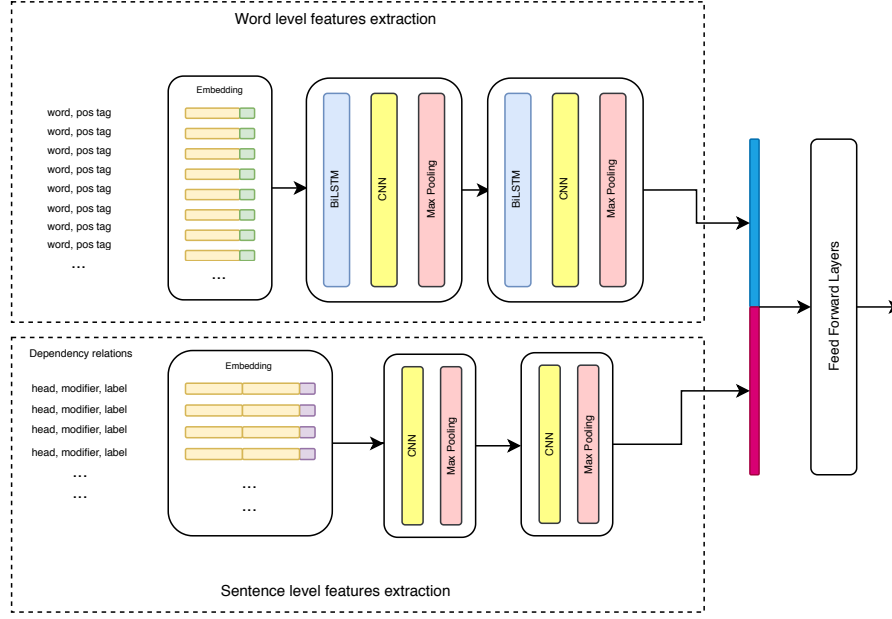 Word level features extraction
Embedding
word, pos tag
word, pos tag
word, pos tag
word, pos tag
word, pos tag
word, pos tag
word, pos tag
word, pos tag
...
...
BiLSTM
CNN
Max Pooling
BiLSTM
CNN
Max Pooling
Feed Forward Layers
Dependency relations
Embedding
head, modifier, label
head, modifier, label
head, modifier, label
head, modifier, label
...
...
...
...
CNN
Max Pooling
CNN
Max Pooling
Sentence level features extraction